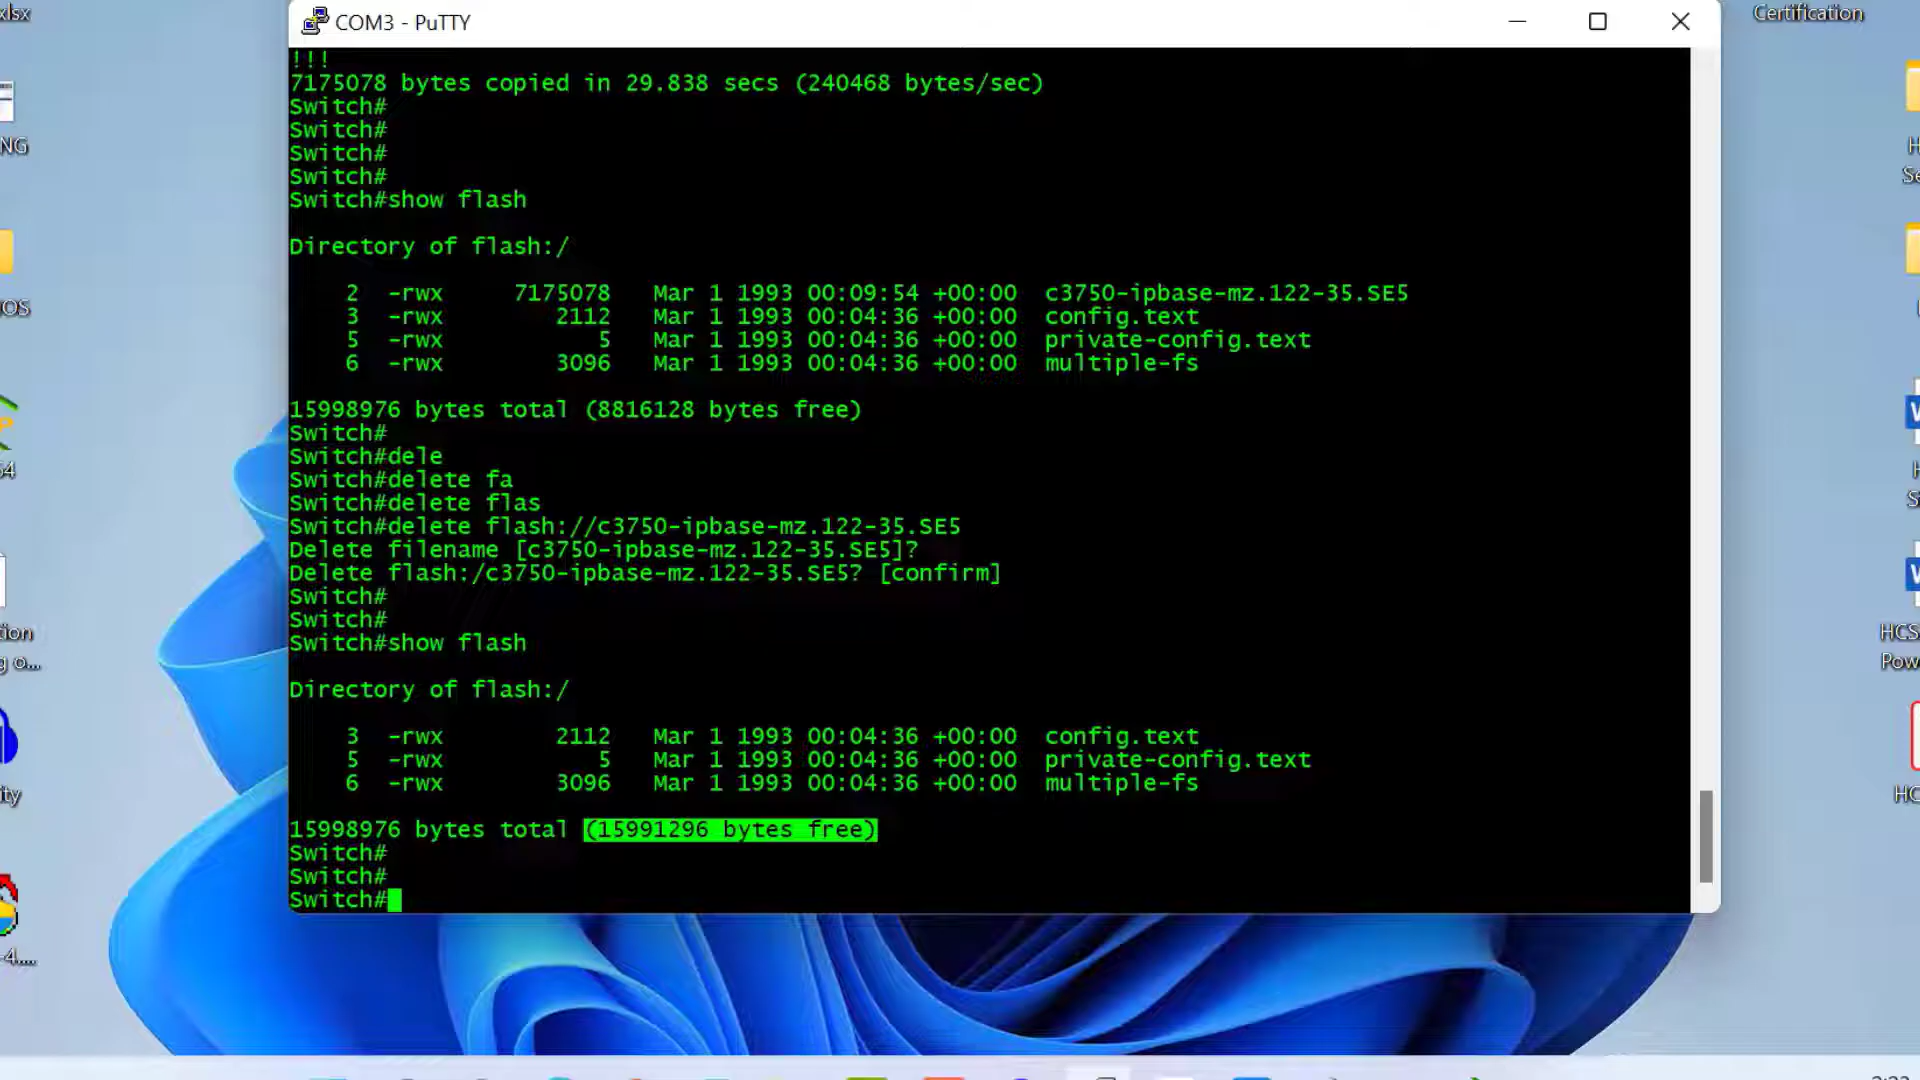 xlsx
COM3 - PuTTY
Certification
!!!
7175078 bytes copied in 29.838 secs (240468 bytes/sec)
Switch#
Switch#
Switch#
Switch#
Switch#show flash
Directory of flash:/
2 -rwx 7175078 Mar 1 1993 00:09:54 +00:00 c3750-ipbase-mz.122-35.SE5
3 -rwx 2112 Mar 1 1993 00:04:36 +00:00 config.text
5 -rwx 5 Mar 1 1993 00:04:36 +00:00 private-config.text
6 -rwx 3096 Mar 1 1993 00:04:36 +00:00 multiple-fs
15998976 bytes total (8816128 bytes free)
Switch#
Switch#dele
Switch#delete fa
Switch#delete flas
Switch#delete flash://c3750-ipbase-mz.122-35.SE5
Delete filename [c3750-ipbase-mz.122-35.SE5]?
Delete flash:/c3750-ipbase-mz.122-35.SE5? [confirm]
Switch#
Switch#
Switch#show flash
Directory of flash:/
3 -rwx 2112 Mar 1 1993 00:04:36 +00:00 config.text
5 -rwx 5 Mar 1 1993 00:04:36 +00:00 private-config.text
6 -rwx 3096 Mar 1 1993 00:04:36 +00:00 multiple-fs
15998976 bytes total (15991296 bytes free)
Switch#
Switch#
Switch#
NG
OS
64
tion
g o...
ity
-4....
H
Se
W
H
S
W
HCS
Pow
HC